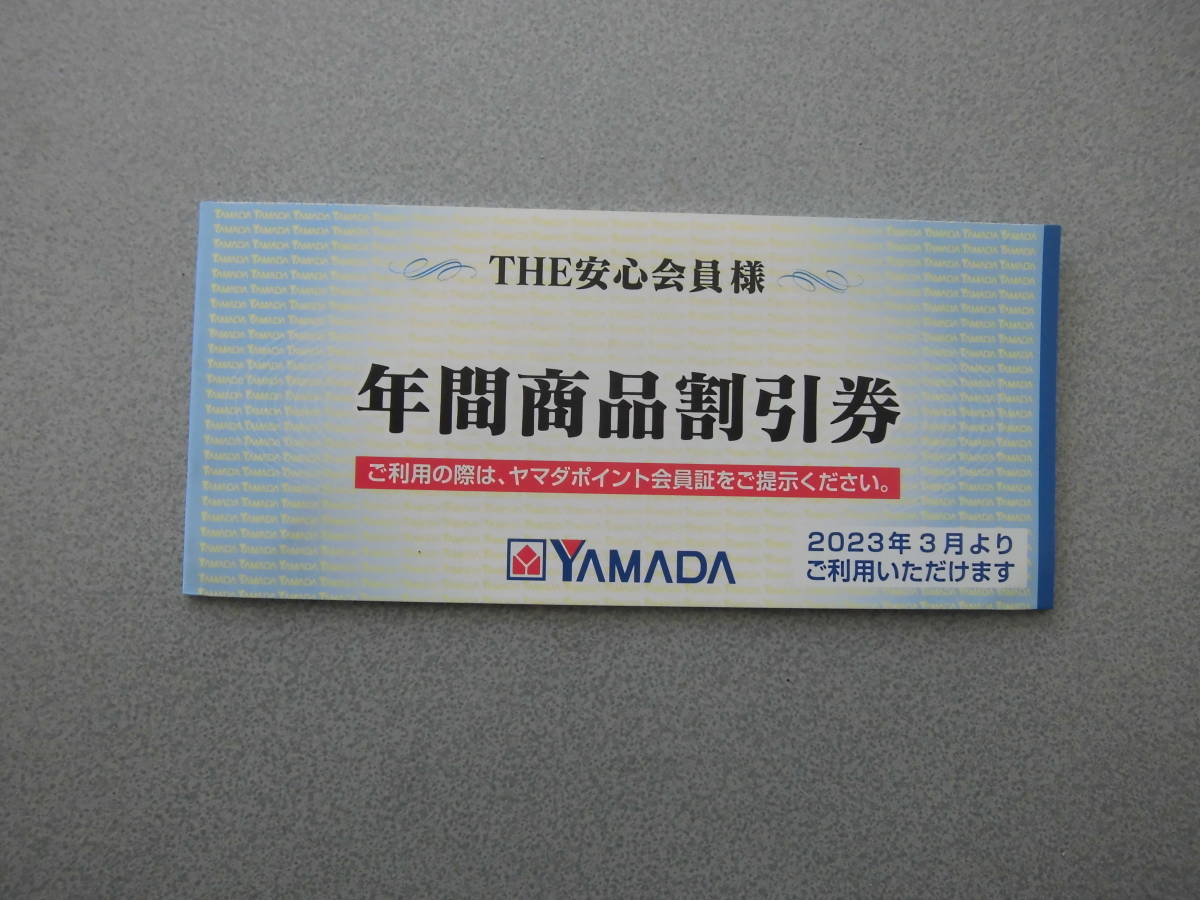 THE安心会員様
年間商品割引券
ご利用の際は、ヤマダポイント会員証をご提示ください。
YAMADA
2023年3月より
ご利用いただけます